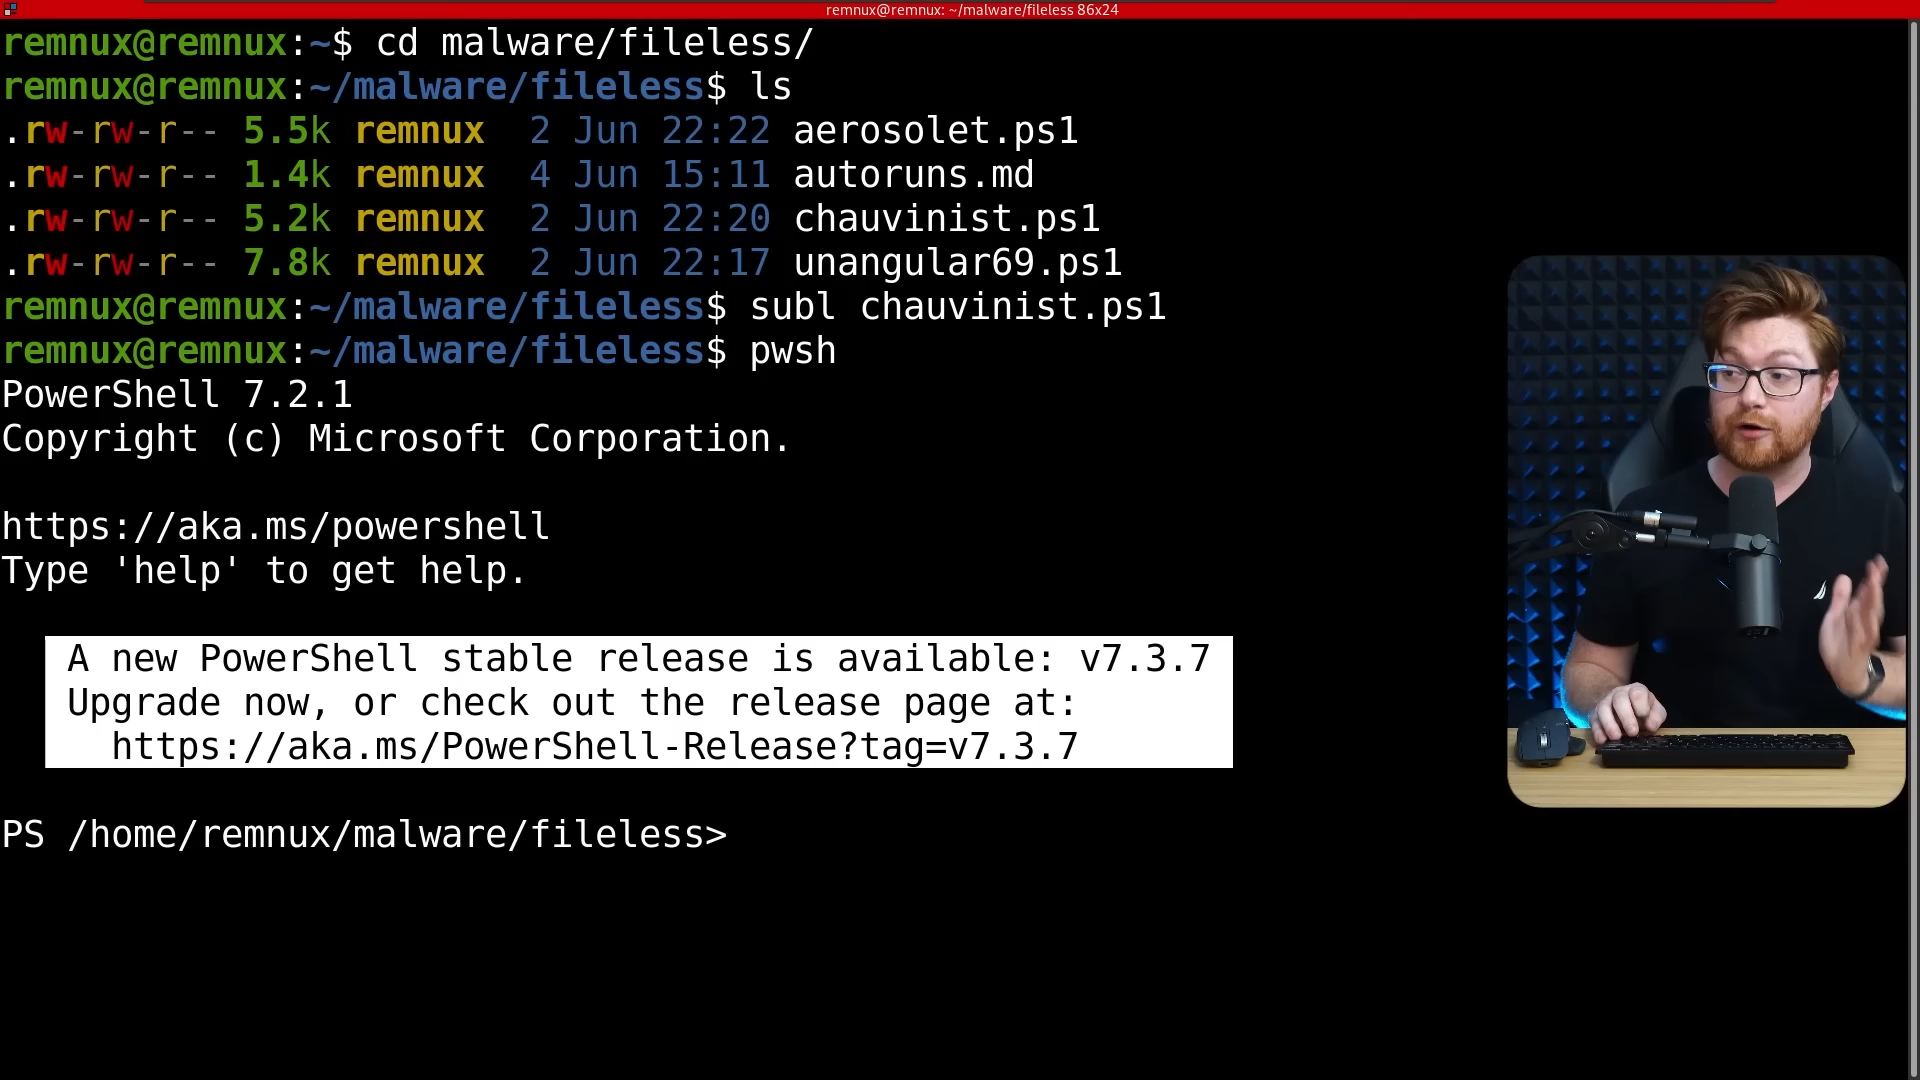 remnux@remnux: ~/malware/fileless 86x24
remnux@remnux:~$ cd malware/fileless/
remnux@remnux:~/malware/fileless$ ls
.rw-rw-r-- 5.5k remnux  2 Jun 22:22 aerosolet.ps1
.rw-rw-r-- 1.4k remnux  4 Jun 15:11 autoruns.md
.rw-rw-r-- 5.2k remnux  2 Jun 22:20 chauvinist.ps1
.rw-rw-r-- 7.8k remnux  2 Jun 22:17 unangular69.ps1
remnux@remnux:~/malware/fileless$ subl chauvinist.ps1
remnux@remnux:~/malware/fileless$ pwsh
PowerShell 7.2.1
Copyright (c) Microsoft Corporation.
https://aka.ms/powershell
Type 'help' to get help.
A new PowerShell stable release is available: v7.3.7
Upgrade now, or check out the release page at:
https://aka.ms/PowerShell-Release?tag=v7.3.7
PS /home/remnux/malware/fileless>